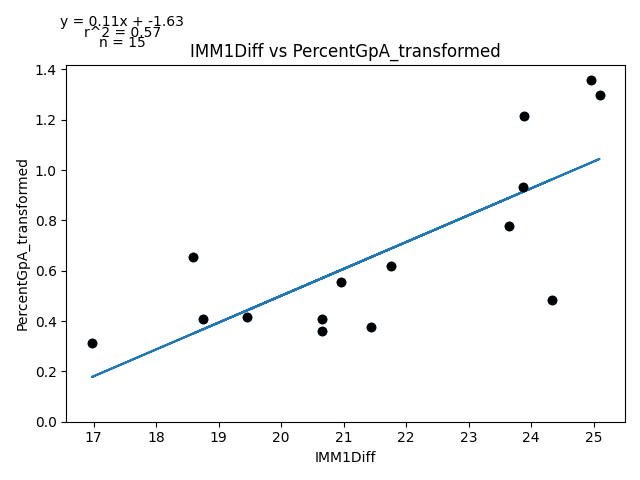 y = 0.11x + -1.63
r^2 = 0.57
n = 15
IMM1Diff vs PercentGpA_transformed
PercentGpA_transformed
1.4
1.2
1.0
0.8
0.6
0.4
0.2
0.0
17 18 19 20 21 22 23 24 25
IMM1Diff